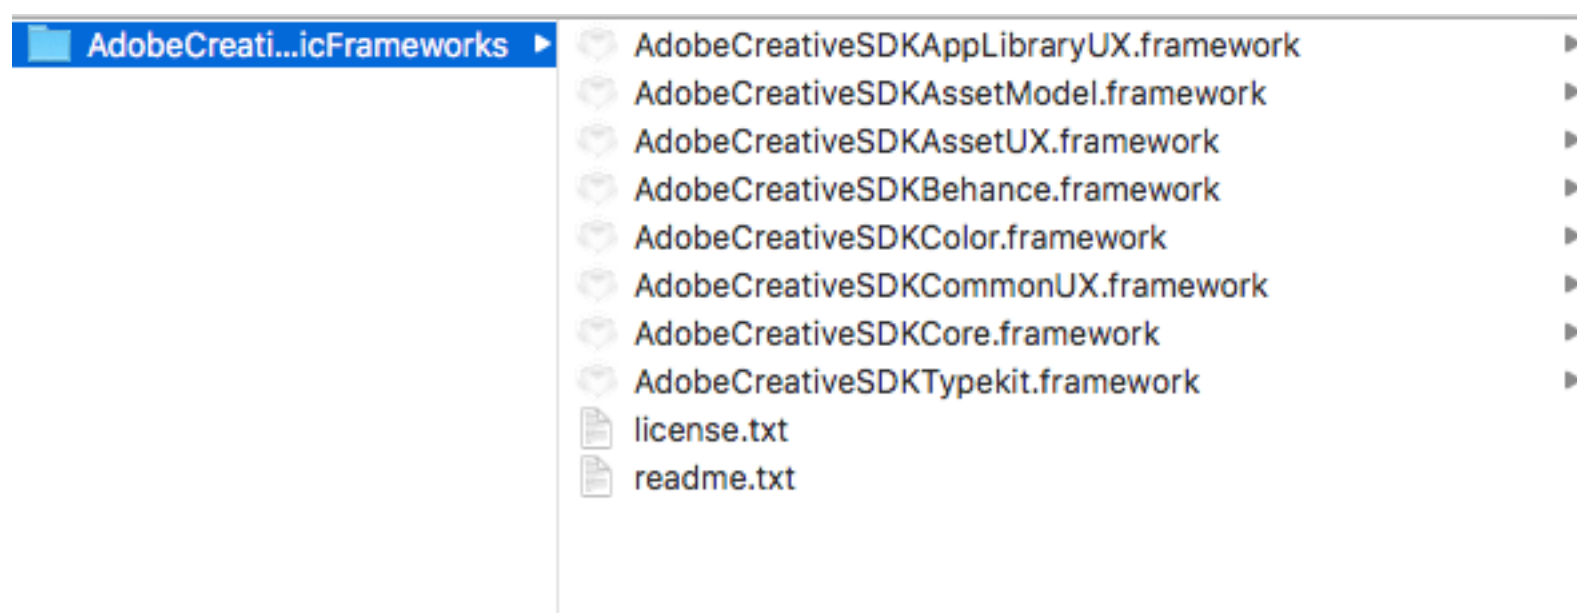 AdobeCreati...icFrameworks
AdobeCreativeSDKAppLibraryUX.framework
AdobeCreativeSDKAssetModel.framework
AdobeCreativeSDKAssetUX.framework
AdobeCreativeSDKBehance.framework
AdobeCreativeSDKColor.framework
AdobeCreativeSDKCommonUX.framework
AdobeCreativeSDKCore.framework
AdobeCreativeSDKTypekit.framework
license.txt
readme.txt